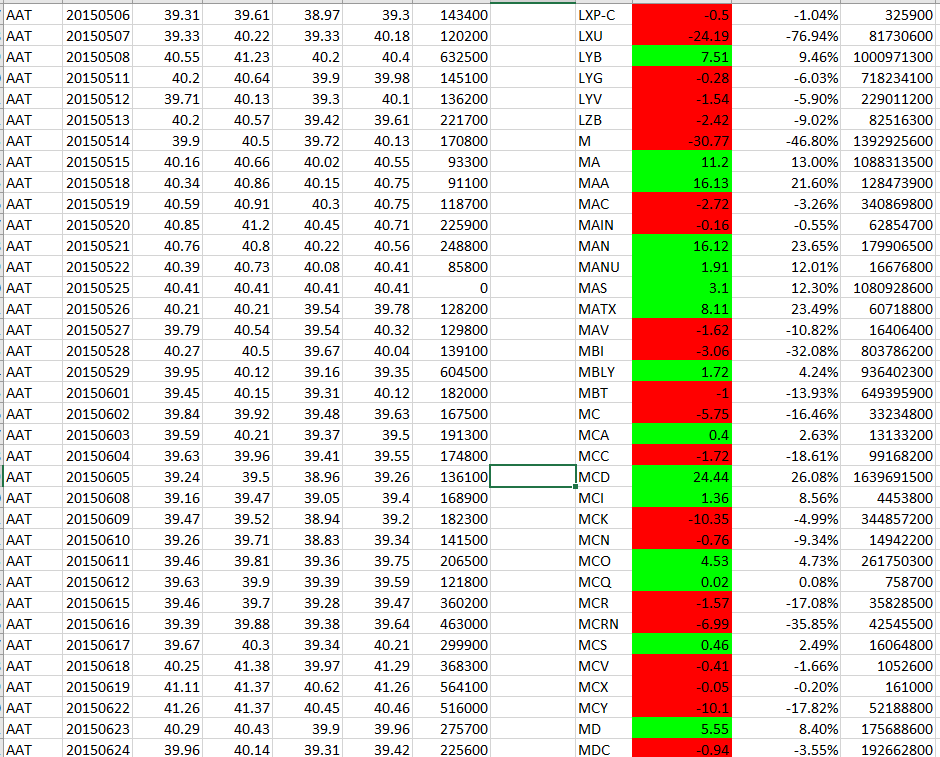 AAT 20150506 39.31 39.61 38.97 39.3 143400 LXP-C -0.5 -1.04% 325900
AAT 20150507 39.33 40.22 39.33 40.18 120200 LXU -24.19 -76.94% 81730600
AAT 20150508 40.55 41.23 40.2 40.4 632500 LYB 7.51 9.46% 1000971300
AAT 20150511 40.2 40.64 39.9 39.98 145100 LYG -0.28 -6.03% 718234100
AAT 20150512 39.71 40.13 39.3 40.1 136200 LYV -1.54 -5.90% 229011200
AAT 20150513 40.2 40.57 39.42 39.61 221700 LZB -2.42 -9.02% 82516300
AAT 20150514 39.9 40.5 39.72 40.13 170800 M -30.77 -46.80% 1392925600
AAT 20150515 40.16 40.66 40.02 40.55 93300 MA 11.2 13.00% 1088313500
AAT 20150518 40.34 40.86 40.15 40.75 91100 MAA 16.13 21.60% 128473900
AAT 20150519 40.59 40.91 40.3 40.75 118700 MAC -2.72 -3.26% 340869800
AAT 20150520 40.85 41.2 40.45 40.71 225900 MAIN -0.16 -0.55% 62854700
AAT 20150521 40.76 40.8 40.22 40.56 248800 MAN 16.12 23.65% 179906500
AAT 20150522 40.39 40.73 40.08 40.41 85800 MANU 1.91 12.01% 16676800
AAT 20150525 40.41 40.41 40.41 40.41 0 MAS 3.1 12.30% 1080928600
AAT 20150526 40.21 40.21 39.54 39.78 128200 MATX 8.11 23.49% 60718800
AAT 20150527 39.79 40.54 39.54 40.32 129800 MAV -1.62 -10.82% 16406400
AAT 20150528 40.27 40.5 39.67 40.04 139100 MBI -3.06 -32.08% 803786200
AAT 20150529 39.95 40.12 39.16 39.35 604500 MBLY 1.72 4.24% 936402300
AAT 20150601 39.45 40.15 39.31 40.12 182000 MBT -1 -13.93% 649395900
AAT 20150602 39.84 39.92 39.48 39.63 167500 MC -5.75 -16.46% 33234800
AAT 20150603 39.59 40.21 39.37 39.5 191300 MCA 0.4 2.63% 13133200
AAT 20150604 39.63 39.96 39.41 39.55 174800 MCC -1.72 -18.61% 99168200
AAT 20150605 39.24 39.5 38.96 39.26 136100 MCD 24.44 26.08% 1639691500
AAT 20150608 39.16 39.47 39.05 39.4 168900 MCI 1.36 8.56% 4453800
AAT 20150609 39.47 39.52 38.94 39.2 182300 MCK -10.35 -4.99% 344857200
AAT 20150610 39.26 39.71 38.83 39.34 141500 MCN -0.76 -9.34% 14942200
AAT 20150611 39.46 39.81 39.36 39.75 206500 MCO 4.53 4.73% 261750300
AAT 20150612 39.63 39.9 39.39 39.59 121800 MCQ 0.02 0.08% 758700
AAT 20150615 39.46 39.7 39.28 39.47 360200 MCR -1.57 -17.08% 35828500
AAT 20150616 39.39 39.88 39.38 39.64 463000 MCRN -6.99 -35.85% 42545500
AAT 20150617 39.67 40.3 39.34 40.21 299900 MCS 0.46 2.49% 16064800
AAT 20150618 40.25 41.38 39.97 41.29 368300 MCV -0.41 -1.66% 1052600
AAT 20150619 41.11 41.37 40.62 41.26 564100 MCX -0.05 -0.20% 161000
AAT 20150622 41.26 41.37 40.45 40.46 516000 MCY -10.1 -17.82% 52188800
AAT 20150623 40.29 40.43 39.9 39.96 275700 MD 5.55 8.40% 175688600
AAT 20150624 39.96 40.14 39.31 39.42 225600 MDC -0.94 -3.55% 192662800